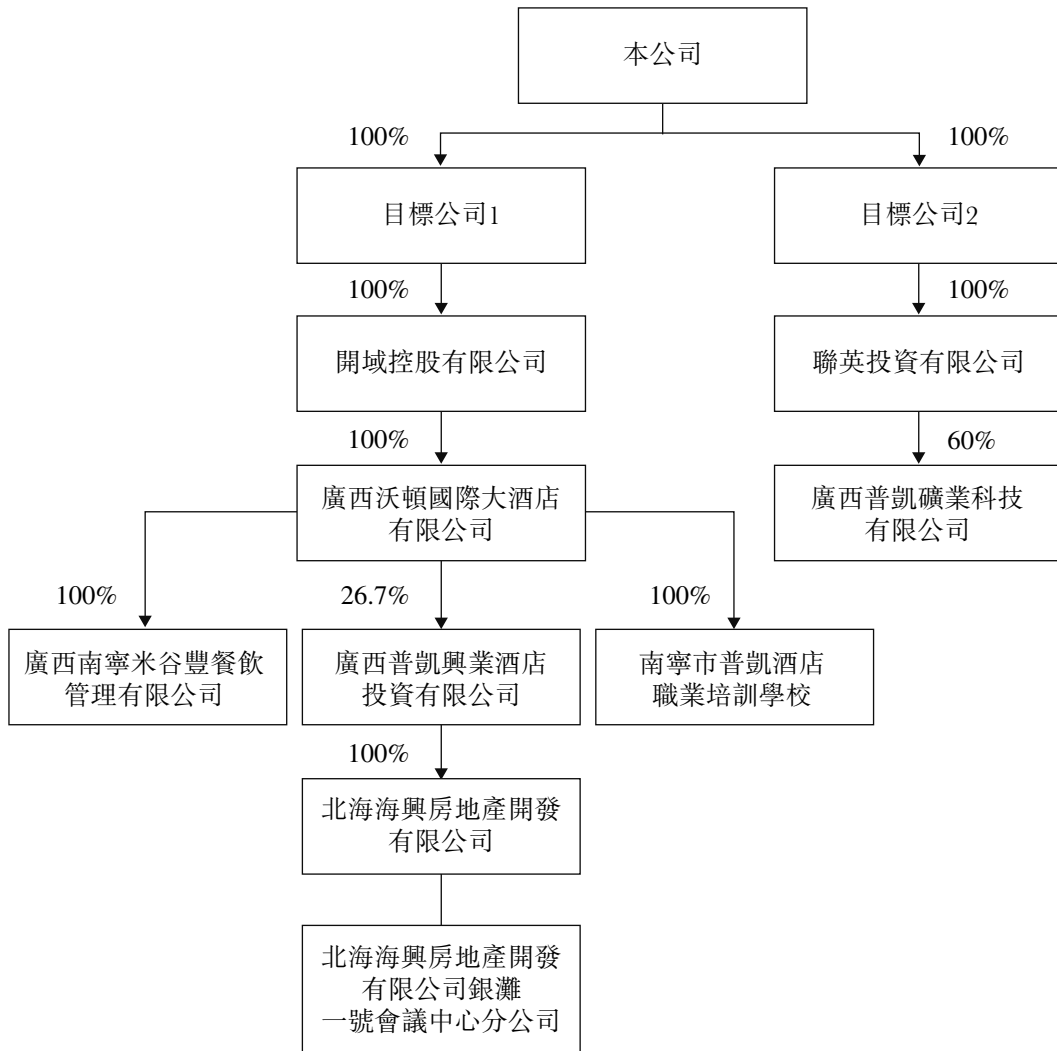 本公司
100%
100%
目標公司1
目標公司2
100%
100%
開域控股有限公司
聯英投資有限公司
100%
60%
廣西沃頓國際大酒店
有限公司
廣西普凱礦業科技
有限公司
100%
26.7%
100%
廣西南寧米谷豐餐飲
管理有限公司
廣西普凱興業酒店
投資有限公司
南寧市普凱酒店
職業培訓學校
100%
北海海興房地產開發
有限公司
北海海興房地產開發
有限公司銀灘
一號會議中心分公司